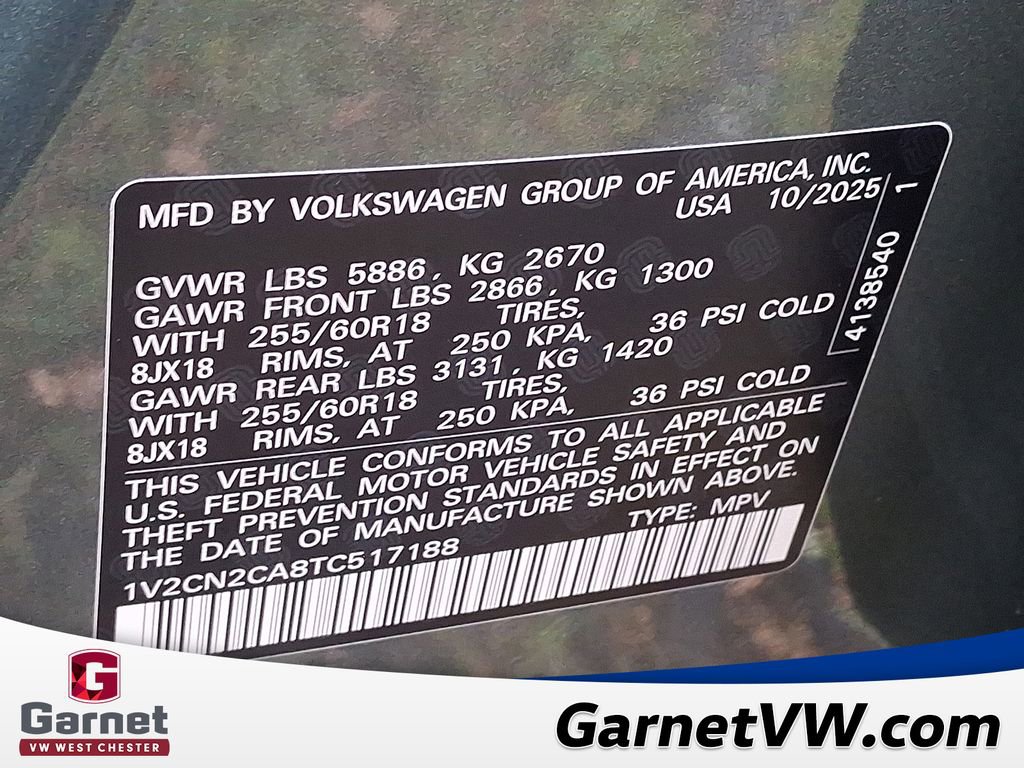 MFD BY VOLKSWAGEN GROUP OF AMERICA, INC.
USA 10/2025
GVWR LBS 5886, KG 2670
GAWR FRONT LBS 2866, KG 1300
WITH 255/60R18 TIRES,
8JX18 RIMS, AT 250 KPA, 36 PSI COLD
GAWR REAR LBS 3131, KG 1420
WITH 255/60R18 TIRES,
8JX18 RIMS, AT 250 KPA, 36 PSI COLD
THIS VEHICLE CONFORMS TO ALL APPLICABLE
U.S. FEDERAL MOTOR VEHICLE SAFETY AND
THEFT PREVENTION STANDARDS IN EFFECT ON
THE DATE OF MANUFACTURE SHOWN ABOVE.
1V2CN2CA8TC517188 TYPE: MPV
4138540 1
G
Garnet
VW WEST CHESTER
GarnetVW.com